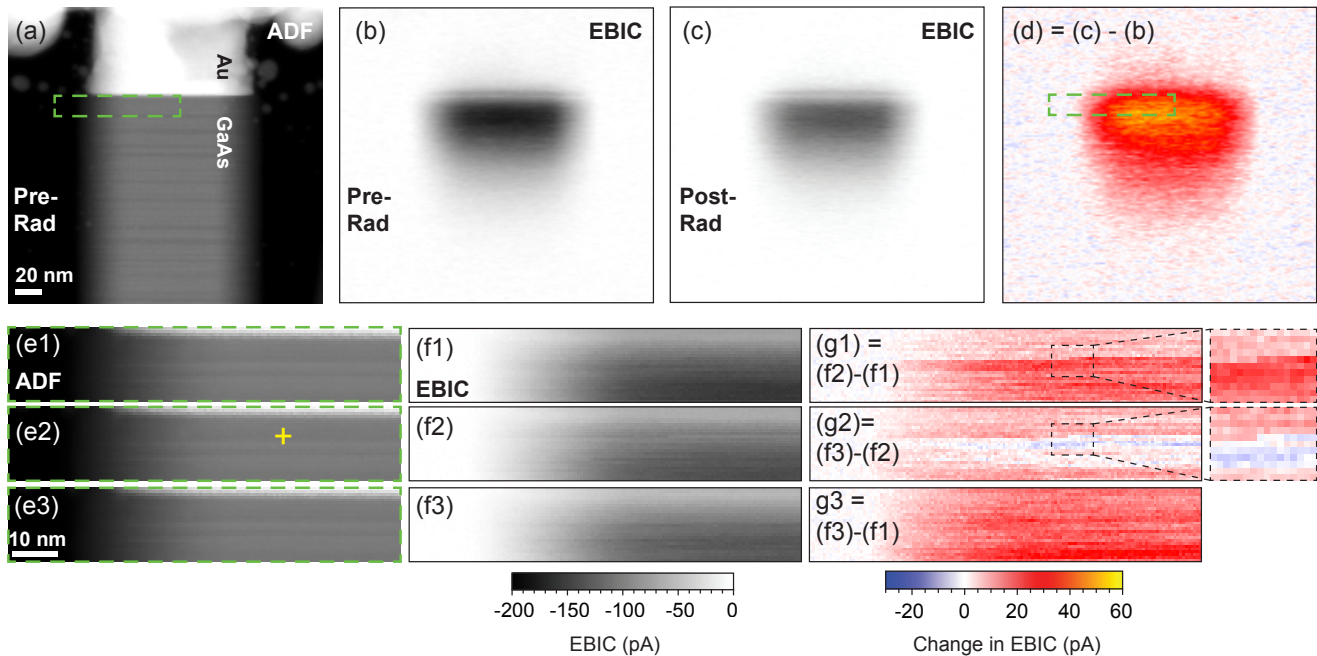 (a)
ADF
Au
GaAs
Pre-
Rad
20 nm
(b)
EBIC
Pre-
Rad
(c)
EBIC
Post-
Rad
(d) = (c) - (b)
(e1)
ADF
(f1)
EBIC
(g1) =
(f2)-(f1)
(e2)
+
(f2)
(g2)=
(f3)-(f2)
(e3)
10 nm
(f3)
g3 =
(f3)-(f1)
-200 -150 -100 -50 0
EBIC (pA)
-20 0 20 40 60
Change in EBIC (pA)